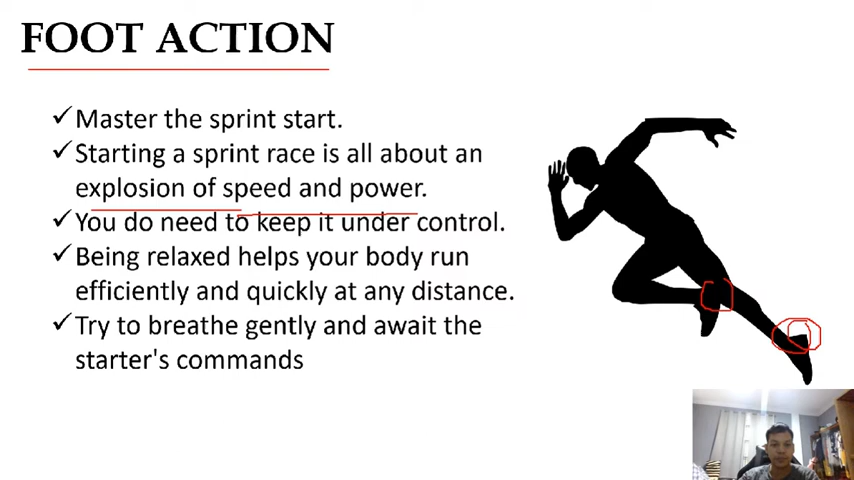 FOOT ACTION
✓Master the sprint start.
✓Starting a sprint race is all about an
explosion of speed and power.
✓You do need to keep it under control.
✓Being relaxed helps your body run
efficiently and quickly at any distance.
✓Try to breathe gently and await the
starter's commands